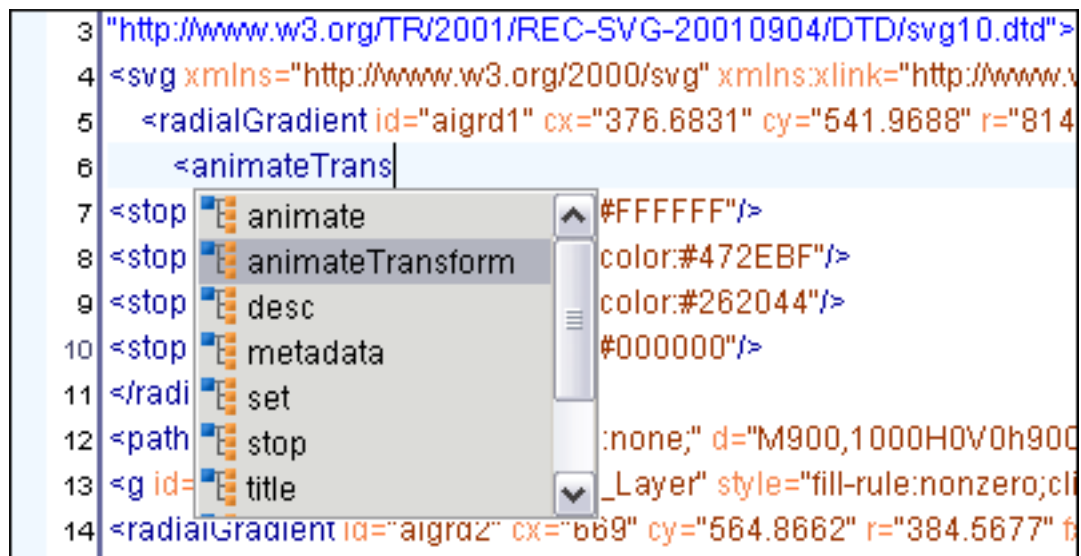 3 "http://www.w3.org/TR/2001/REC-SVG-20010904/DTD/svg10.dtd">
4 <svg xmlns="http://www.w3.org/2000/svg" xmlns:xlink="http://www.
5 <radialGradient id="aigrd1" cx="376.6831" cy="541.9688" r="814
6 <animateTrans
7 <stop animate #FFFFFF"/>
8 <stop animateTransform color:#472EBF"/>
9 <stop desc color:#262044"/>
10 <stop metadata #000000"/>
11 </radi set
12 <path stop :none;" d="M900,1000H0V0h900
13 <g id= title _Layer" style="fill-rule:nonzero;cli
14 <radialGradient id="aigrd2" cx="669" cy="564.8662" r="384.5677" f